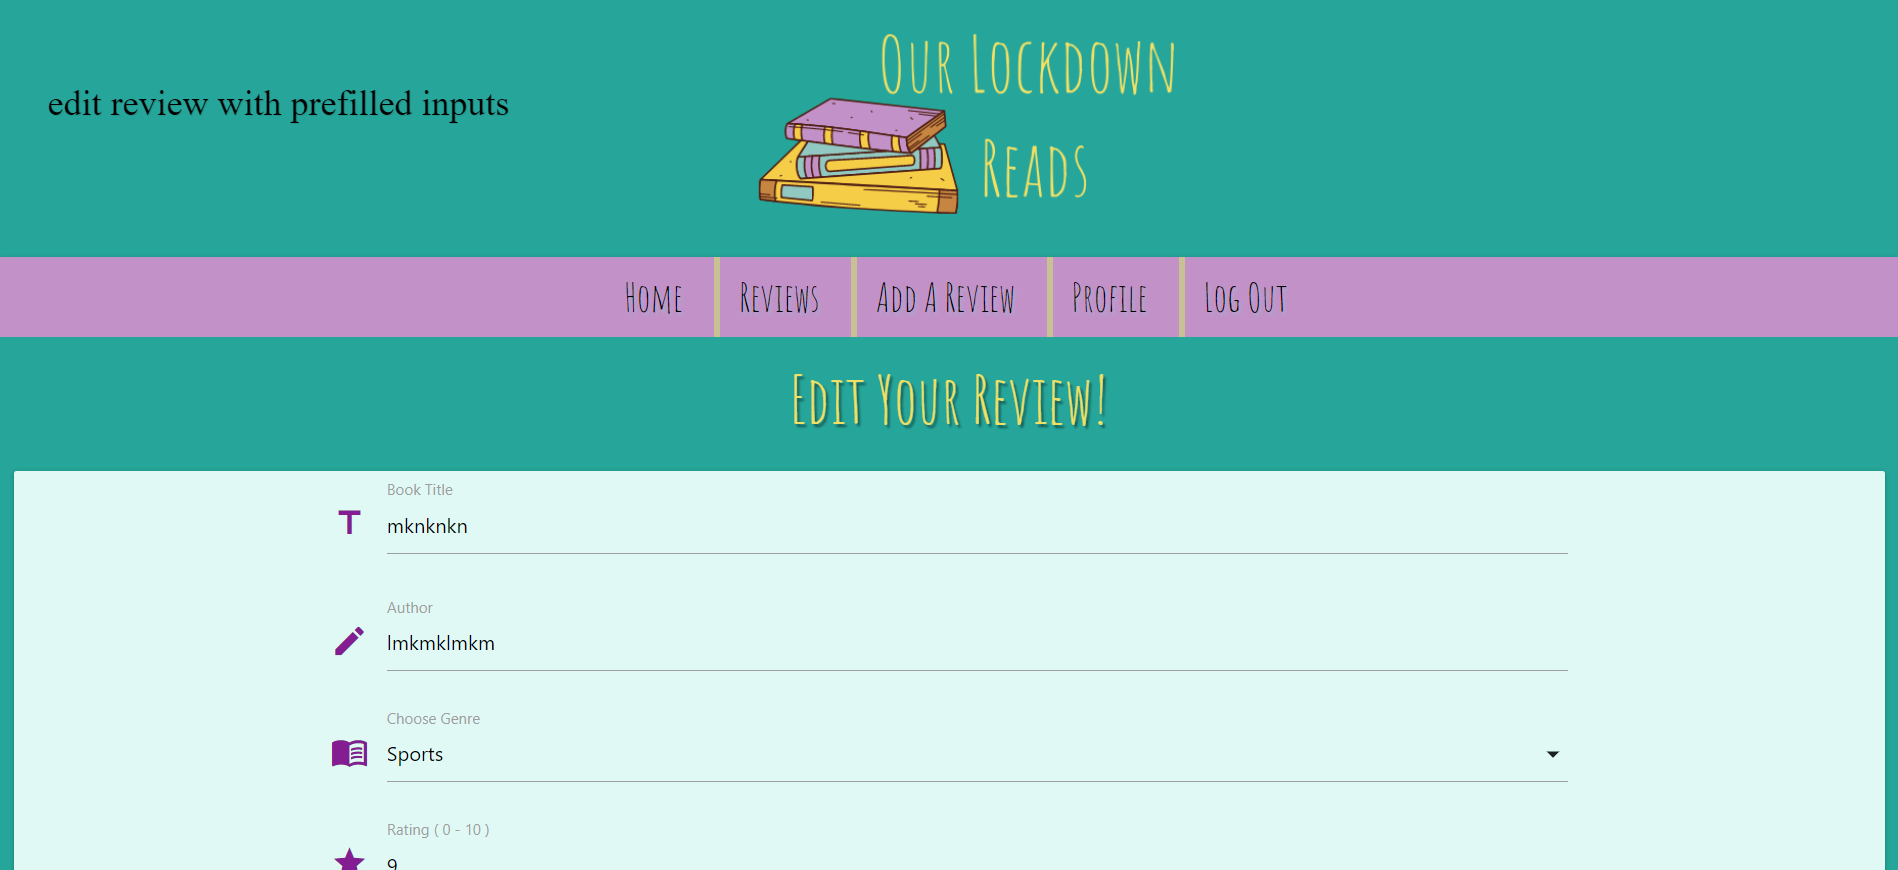 edit review with prefilled inputs
Our Lockdown
Reads
Home Reviews Add A Review Profile Log Out
Edit Your Review!
Book Title
mknknkn
Author
lmkmklmkm
Choose Genre
Sports
Rating ( 0 - 10 )
9